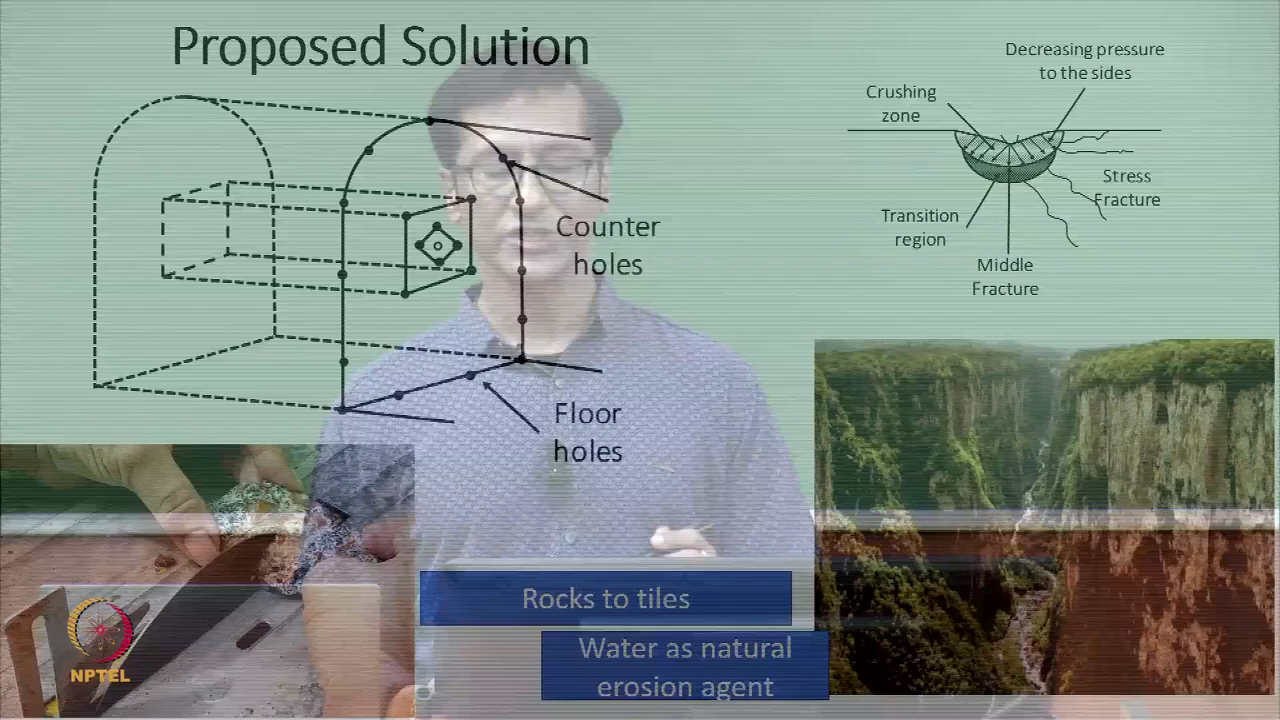 Proposed Solution
Counter
holes
Floor
holes
Decreasing pressure
to the sides
Crushing
zone
Stress
Fracture
Transition
region
Middle
Fracture
Rocks to tiles
Water as natural
erosion agent
NPTEL